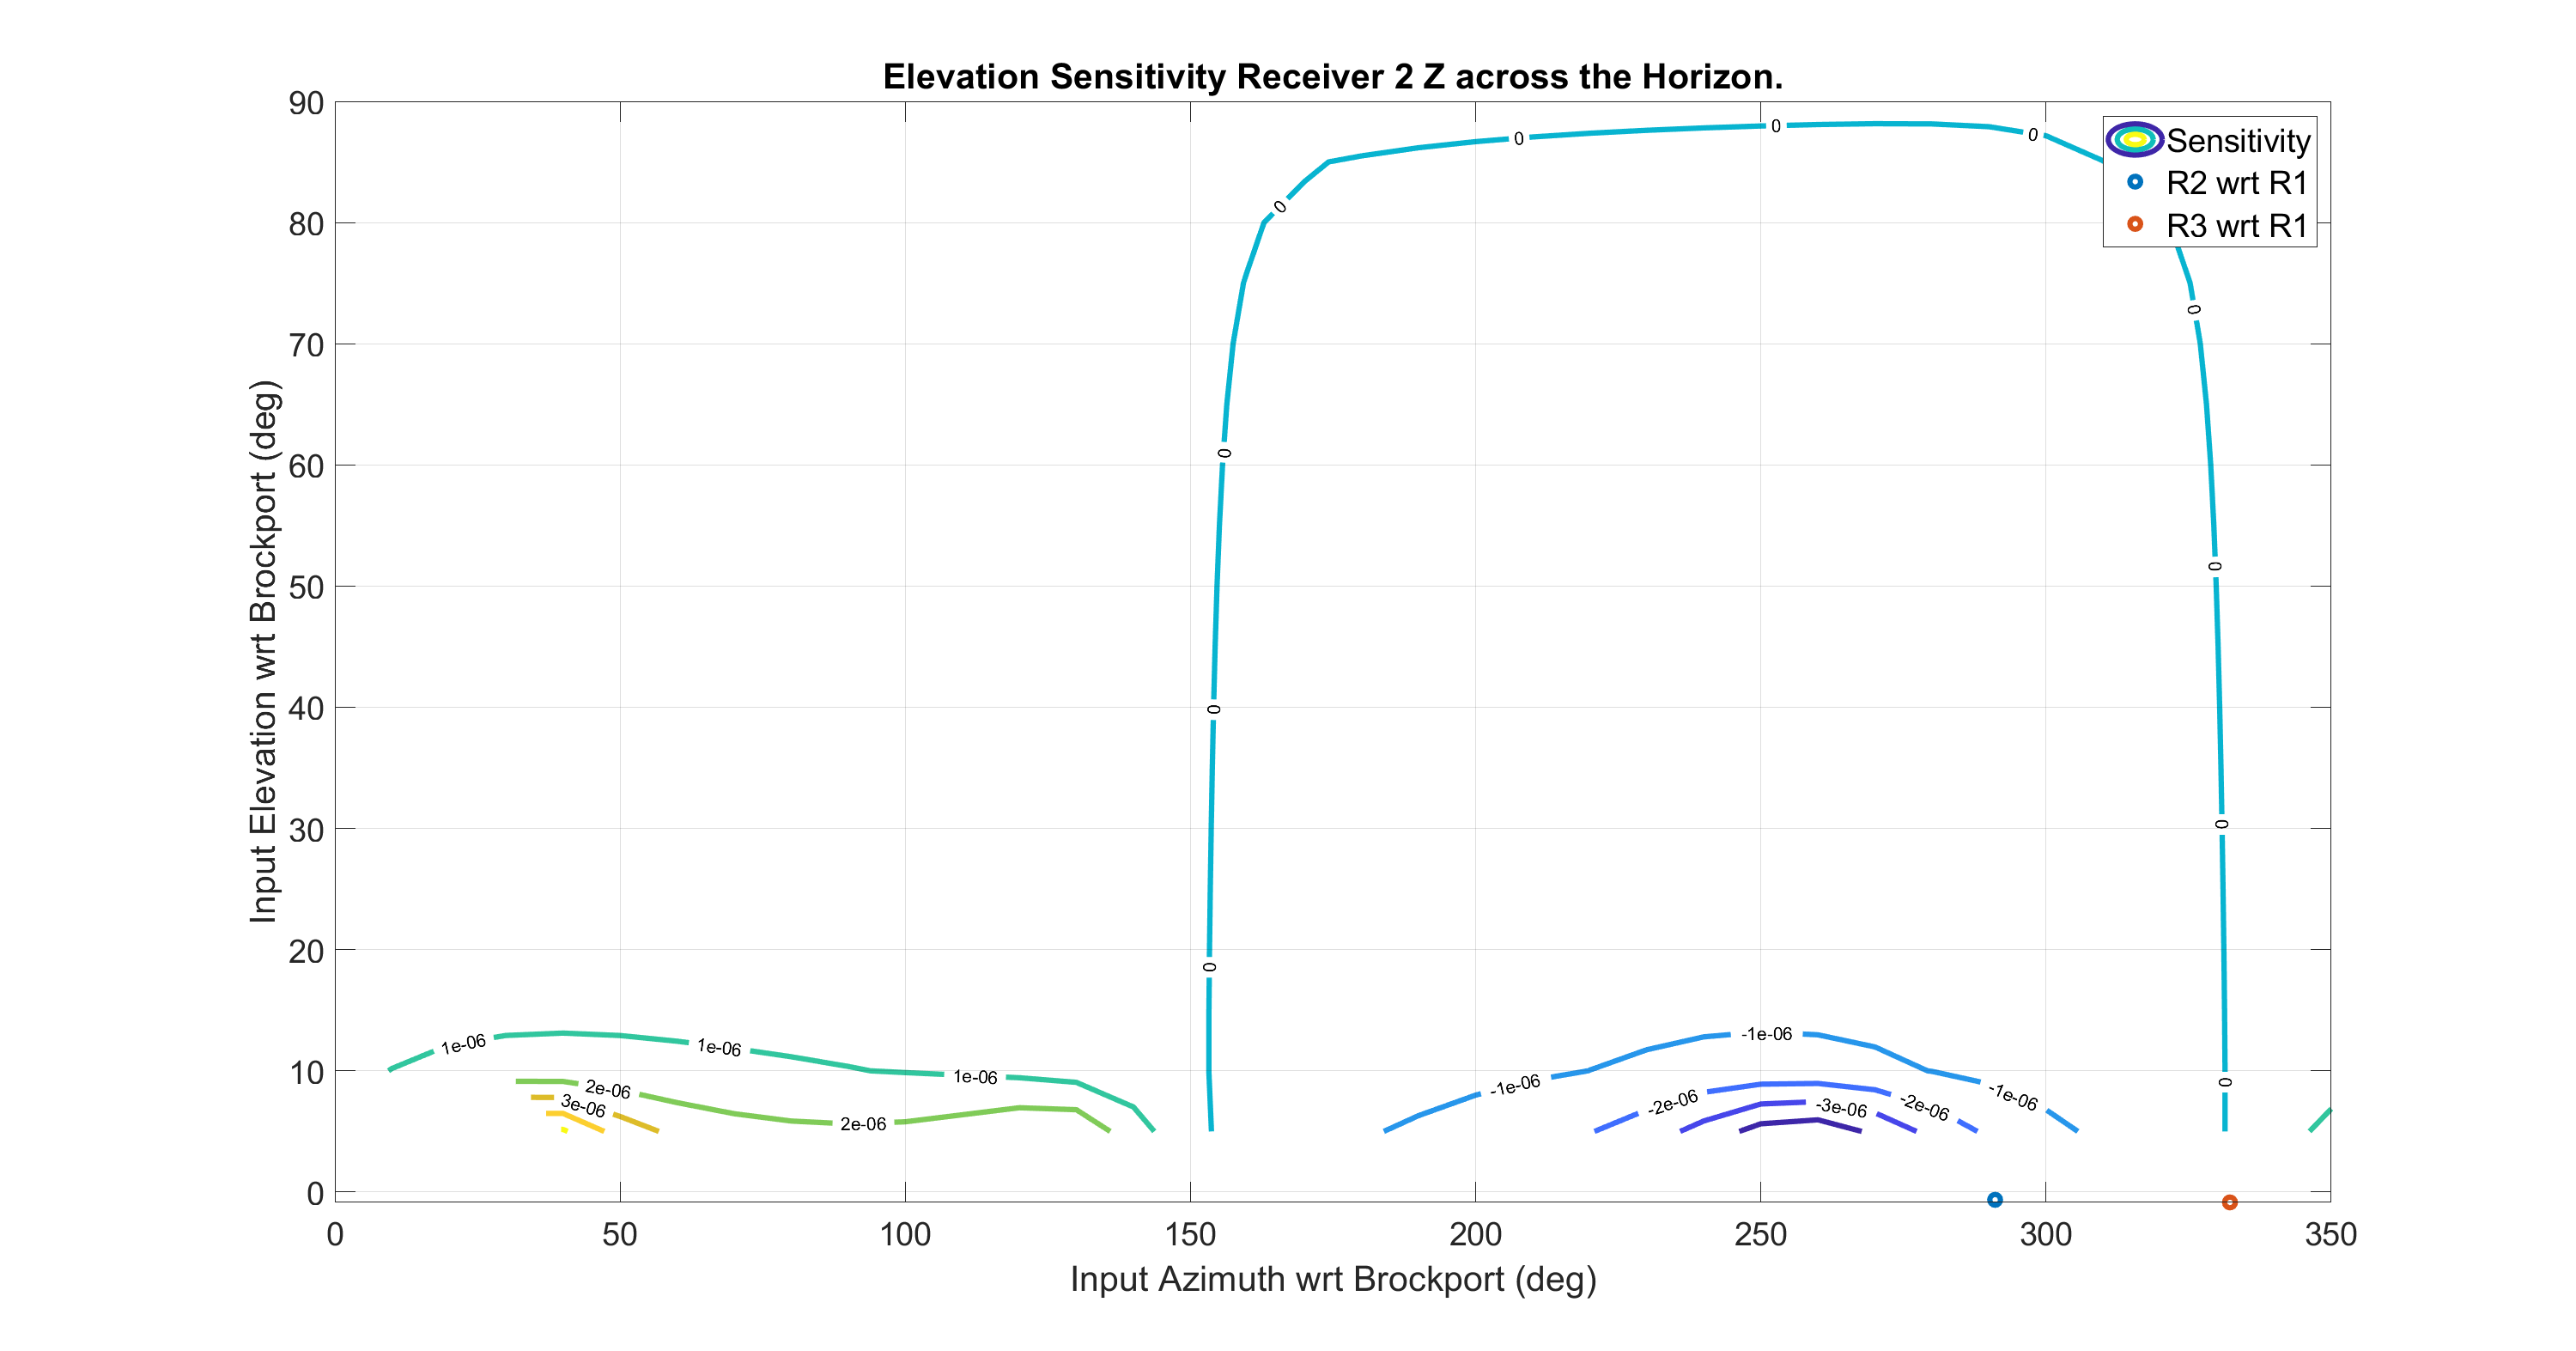 Elevation Sensitivity Receiver 2 Z across the Horizon.
Sensitivity
R2 wrt R1
R3 wrt R1
90
80
70
60
50
40
30
20
10
0
Input Elevation wrt Brockport (deg)
0
0
0
0
0
0
0
0
0
0
0
0
1e-06
1e-06
1e-06
2e-06
2e-06
3e-06
-1e-06
-1e-06
-1e-06
-2e-06
-2e-06
-3e-06
0 50 100 150 200 250 300 350
Input Azimuth wrt Brockport (deg)